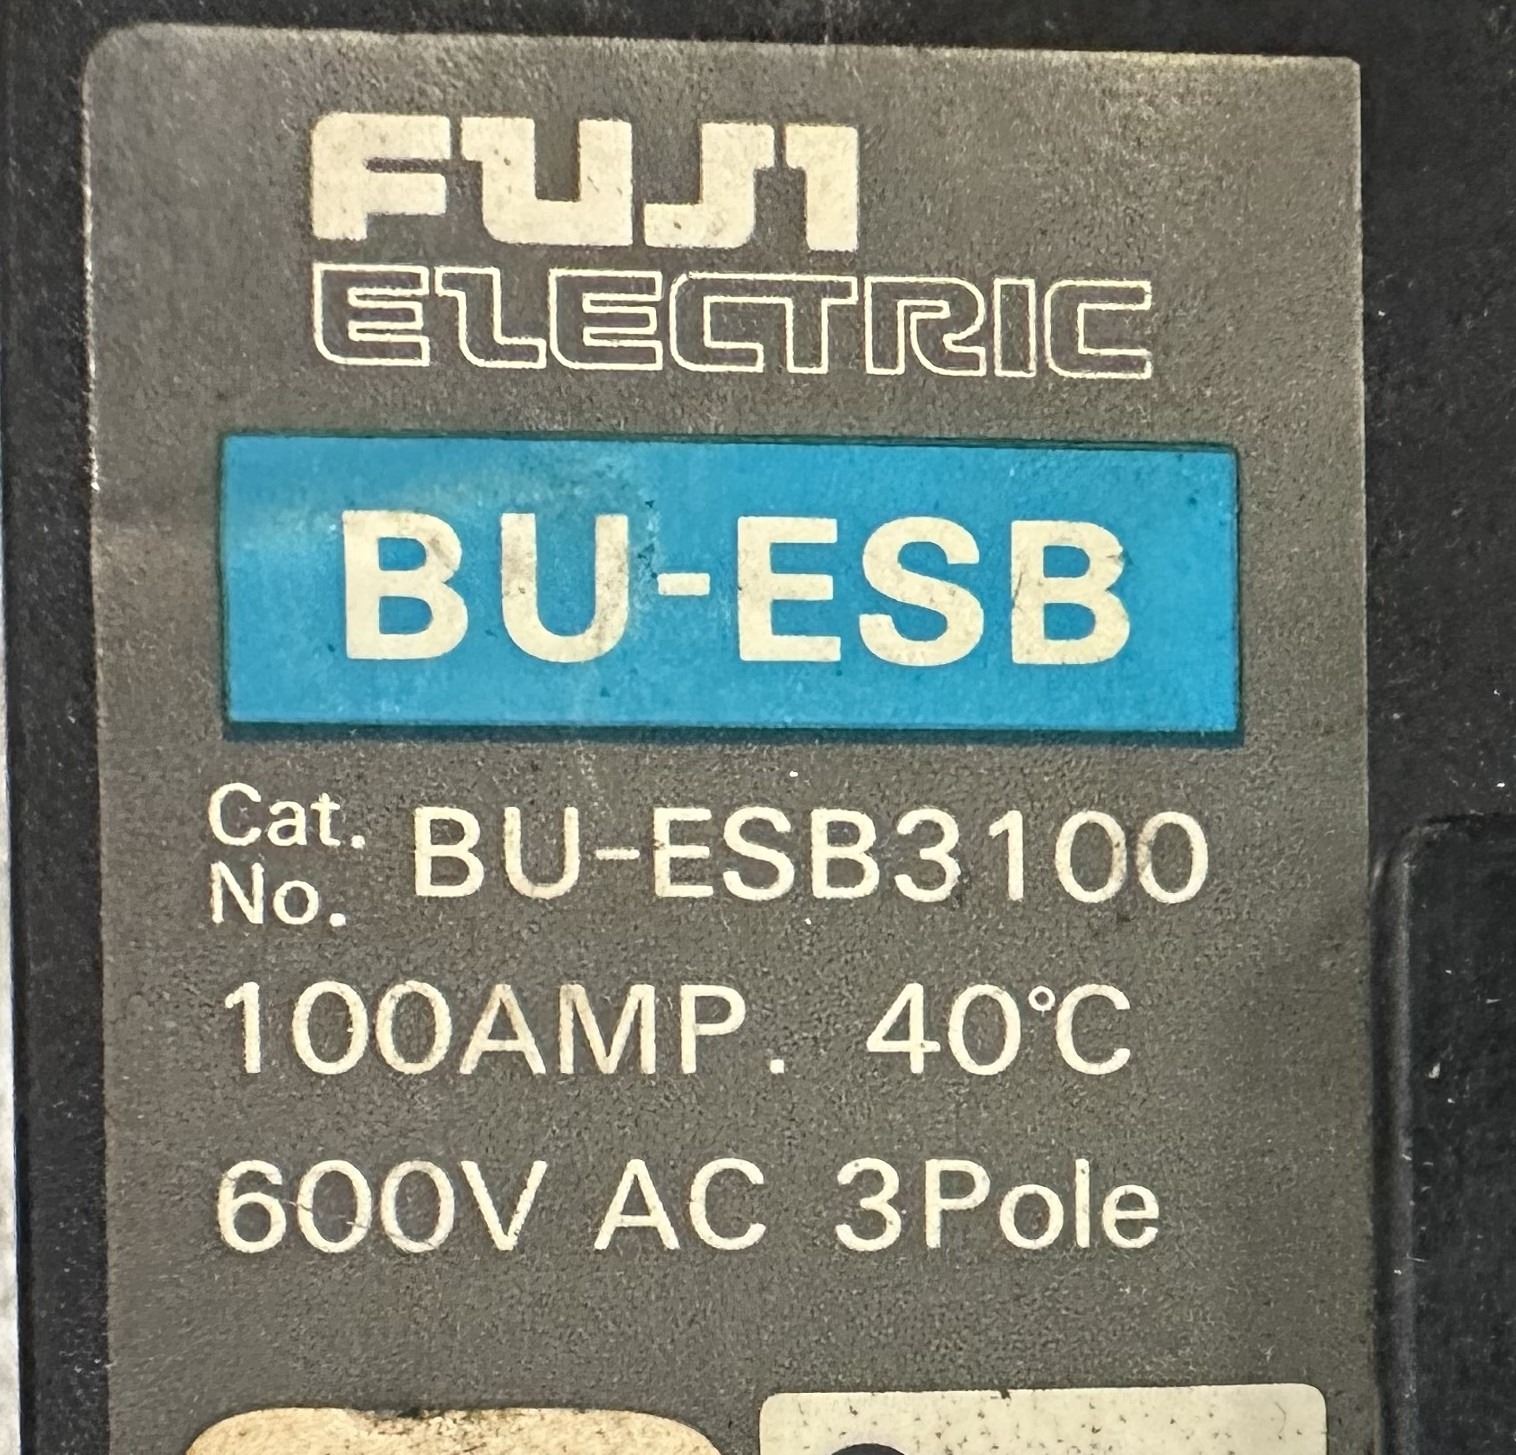 FUJI
ELECTRIC
BU-ESB
Cat. No. BU-ESB3100
100AMP. 40°C
600V AC 3Pole